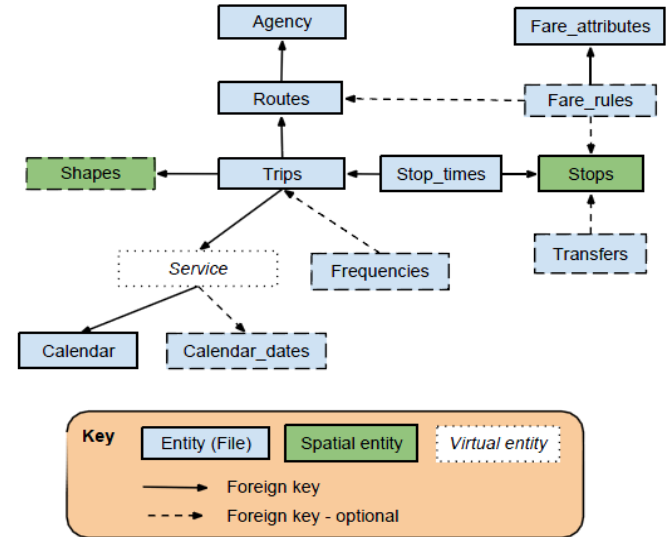 Agency
Fare_attributes
Routes
Fare_rules
Shapes
Trips
Stop_times
Stops
Service
Frequencies
Transfers
Calendar
Calendar_dates
Key
Entity (File)
Spatial entity
Virtual entity
Foreign key
Foreign key - optional